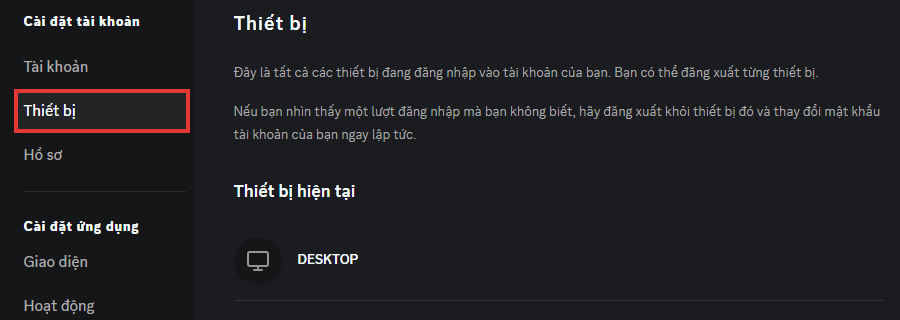 Cài đặt tài khoản
Tài khoản
Thiết bị
Hồ sơ
Cài đặt ứng dụng
Giao diện
Hoạt động
Thiết bị
Đây là tất cả các thiết bị đang đăng nhập vào tài khoản của bạn. Bạn có thể đăng xuất từng thiết bị.
Nếu bạn nhìn thấy một lượt đăng nhập mà bạn không biết, hãy đăng xuất khỏi thiết bị đó và thay đổi mật khẩu
tài khoản của bạn ngay lập tức.
Thiết bị hiện tại
DESKTOP